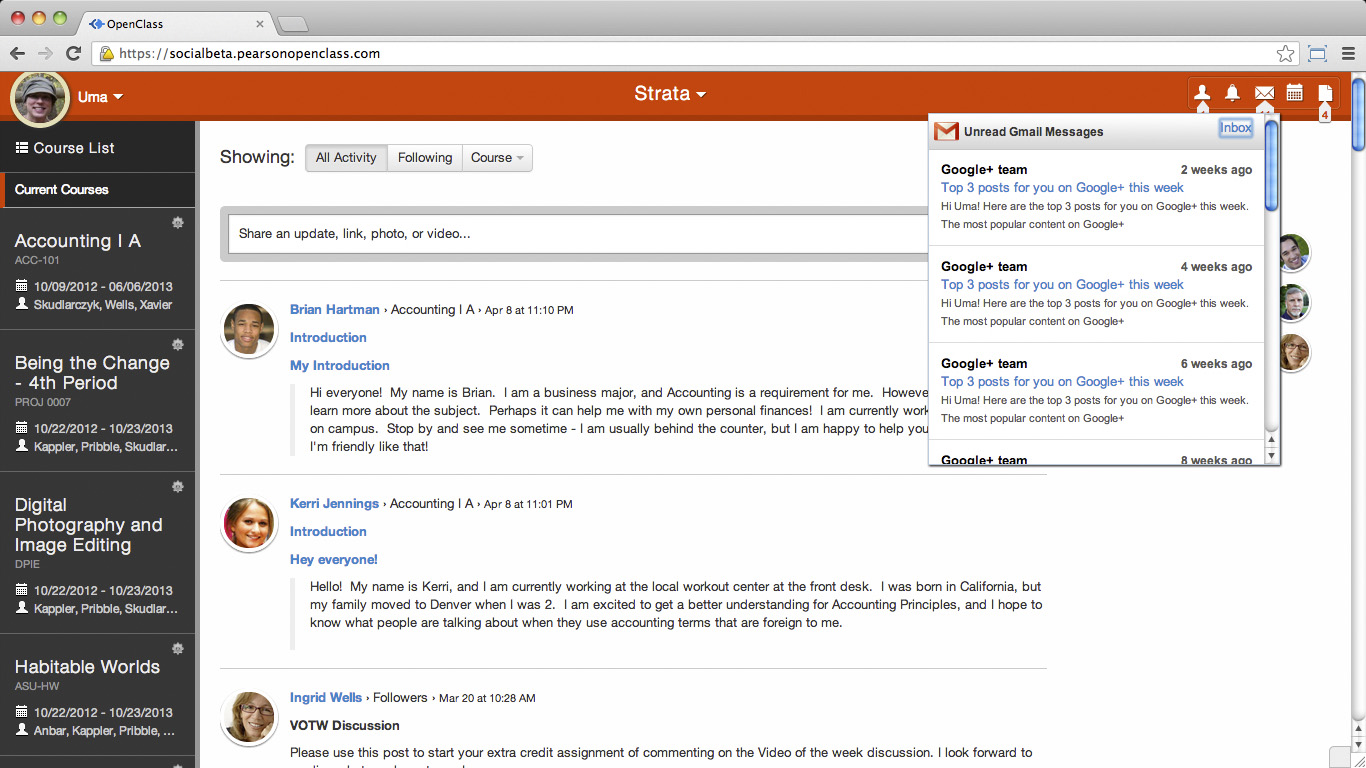 OpenClass
https://socialbeta.pearsonopenclass.com
Uma
Strata
4
Course List
Current Courses
Accounting I A
ACC-101
10/09/2012 - 06/06/2013
Skudlarczyk, Wells, Xavier
Being the Change
- 4th Period
PROJ 0007
10/22/2012 - 10/23/2013
Kappler, Pribble, Skudlar...
Digital
Photography and
Image Editing
DPIE
10/22/2012 - 10/23/2013
Kappler, Pribble, Skudlar...
Habitable Worlds
ASU-HW
10/22/2012 - 10/23/2013
Anbar, Kappler, Pribble, ...
Showing: All Activity Following Course
Share an update, link, photo, or video...
Brian Hartman › Accounting I A › Apr 8 at 11:10 PM
Introduction
My Introduction
Hi everyone! My name is Brian. I am a business major, and Accounting is a requirement for me.
learn more about the subject. Perhaps it can help me with my own personal finances! I am currently
on campus. Stop by and see me sometime - I am usually behind the counter, but I am happy to help
I'm friendly like that!
Kerri Jennings › Accounting I A › Apr 8 at 11:01 PM
Introduction
Hey everyone!
Hello! My name is Kerri, and I am currently working at the local workout center at the front desk. I was born in California, but
my family moved to Denver when I was 2. I am excited to get a better understanding for Accounting Principles, and I hope to
know what people are talking about when they use accounting terms that are foreign to me.
Ingrid Wells › Followers › Mar 20 at 10:28 AM
VOTW Discussion
Please use this post to start your extra credit assignment of commenting on the Video of the week discussion. I look forward to
Unread Gmail Messages
Inbox
Google+ team 2 weeks ago
Top 3 posts for you on Google+ this week
Hi Uma! Here are the top 3 posts for you on Google+ this week.
The most popular content on Google+
Google+ team 4 weeks ago
Top 3 posts for you on Google+ this week
Hi Uma! Here are the top 3 posts for you on Google+ this week.
The most popular content on Google+
Google+ team 6 weeks ago
Top 3 posts for you on Google+ this week
Hi Uma! Here are the top 3 posts for you on Google+ this week.
The most popular content on Google+
Google+ team 8 weeks ago